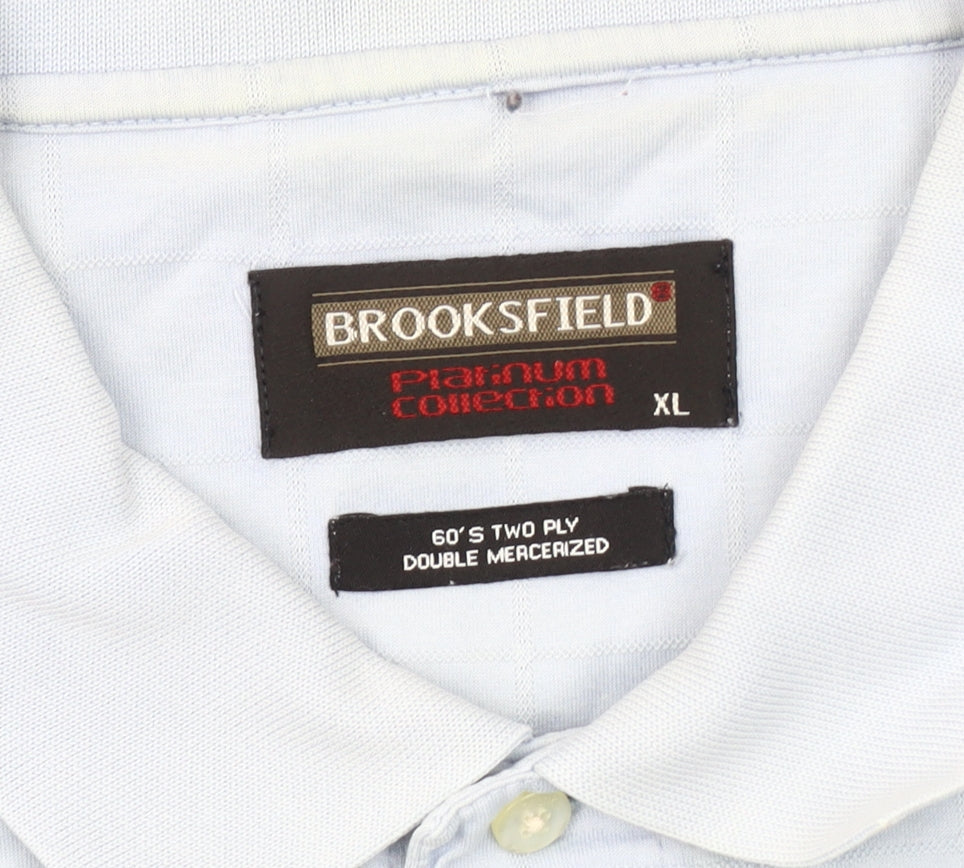 BROOKSFIELD
Platinum
collection
XL
60'S TWO PLY
DOUBLE MERCERIZED